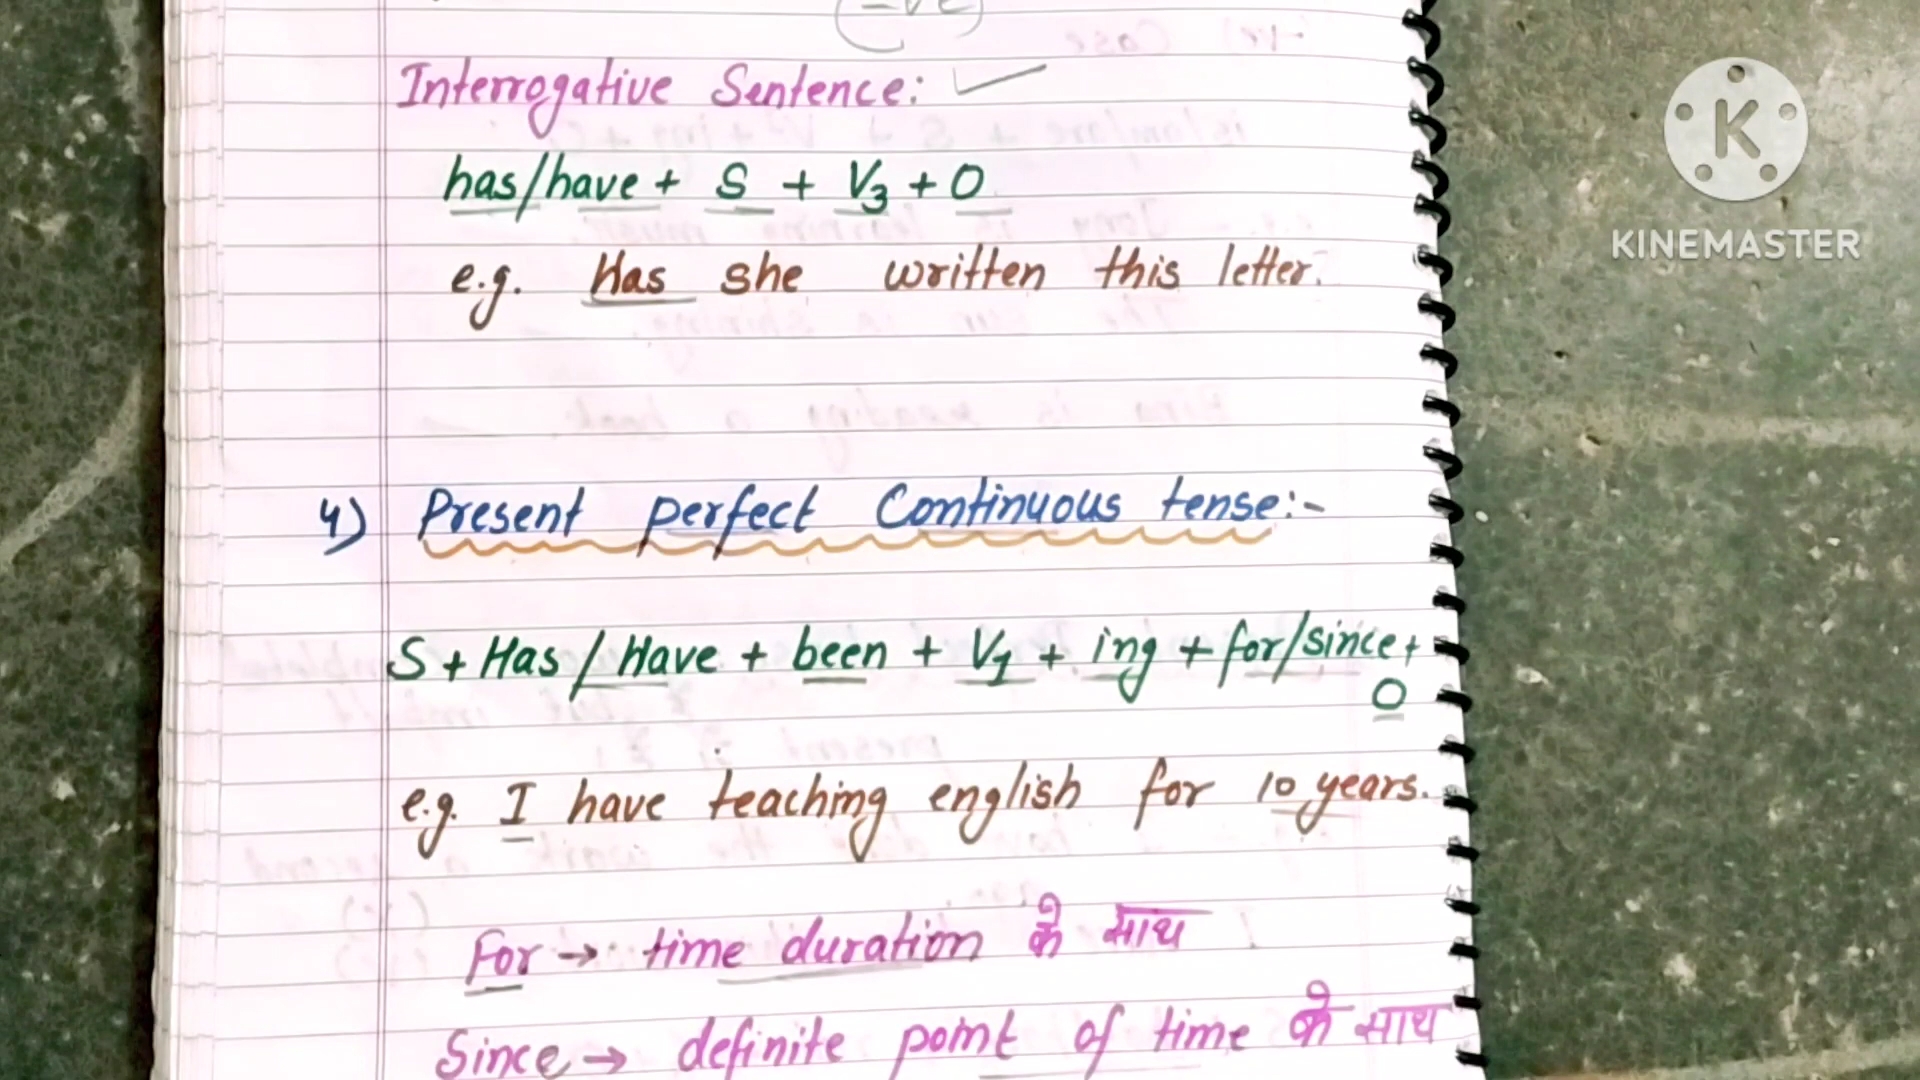 Interrogative Sentence:
has/have + S + V3 + O
e.g. Has she written this letter.
4) Present perfect Continuous tense:-
S + Has / Have + been + V1 + ing + for/since +
O
e.g. I have teaching english for 10 years.
For → time duration के साथ
Since → definite point of time के साथ
K
KINEMASTER